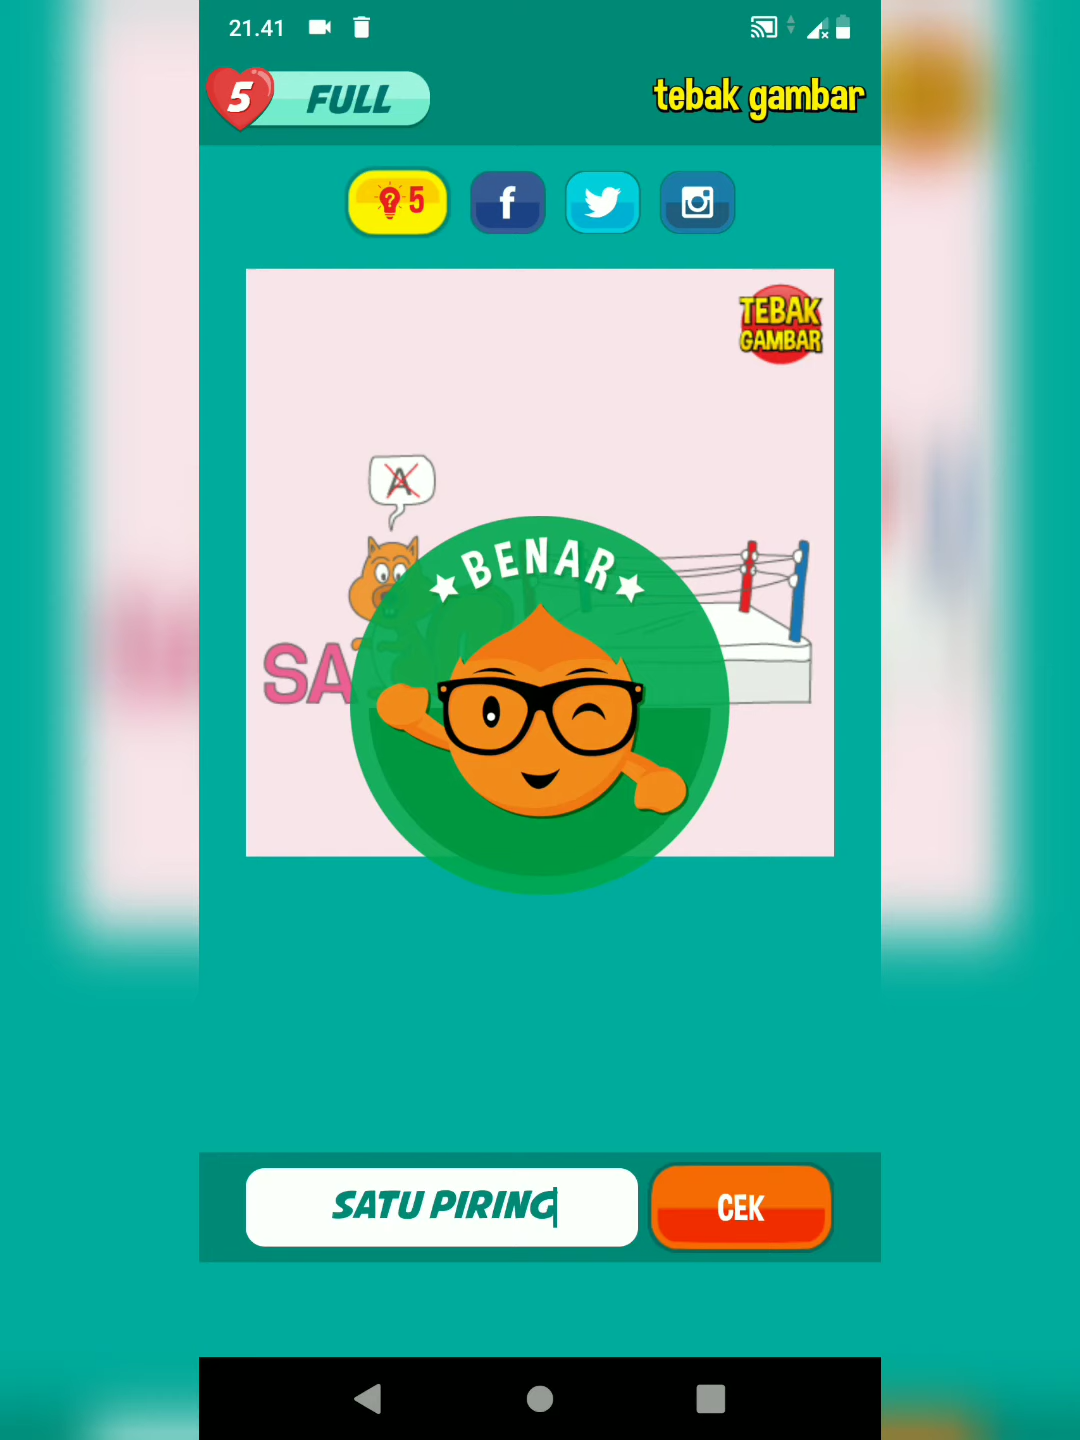 21.41
5 FULL
tebak gambar
5
TEBAK
GAMBAR
A
SA
BENAR
SATU PIRING
CEK